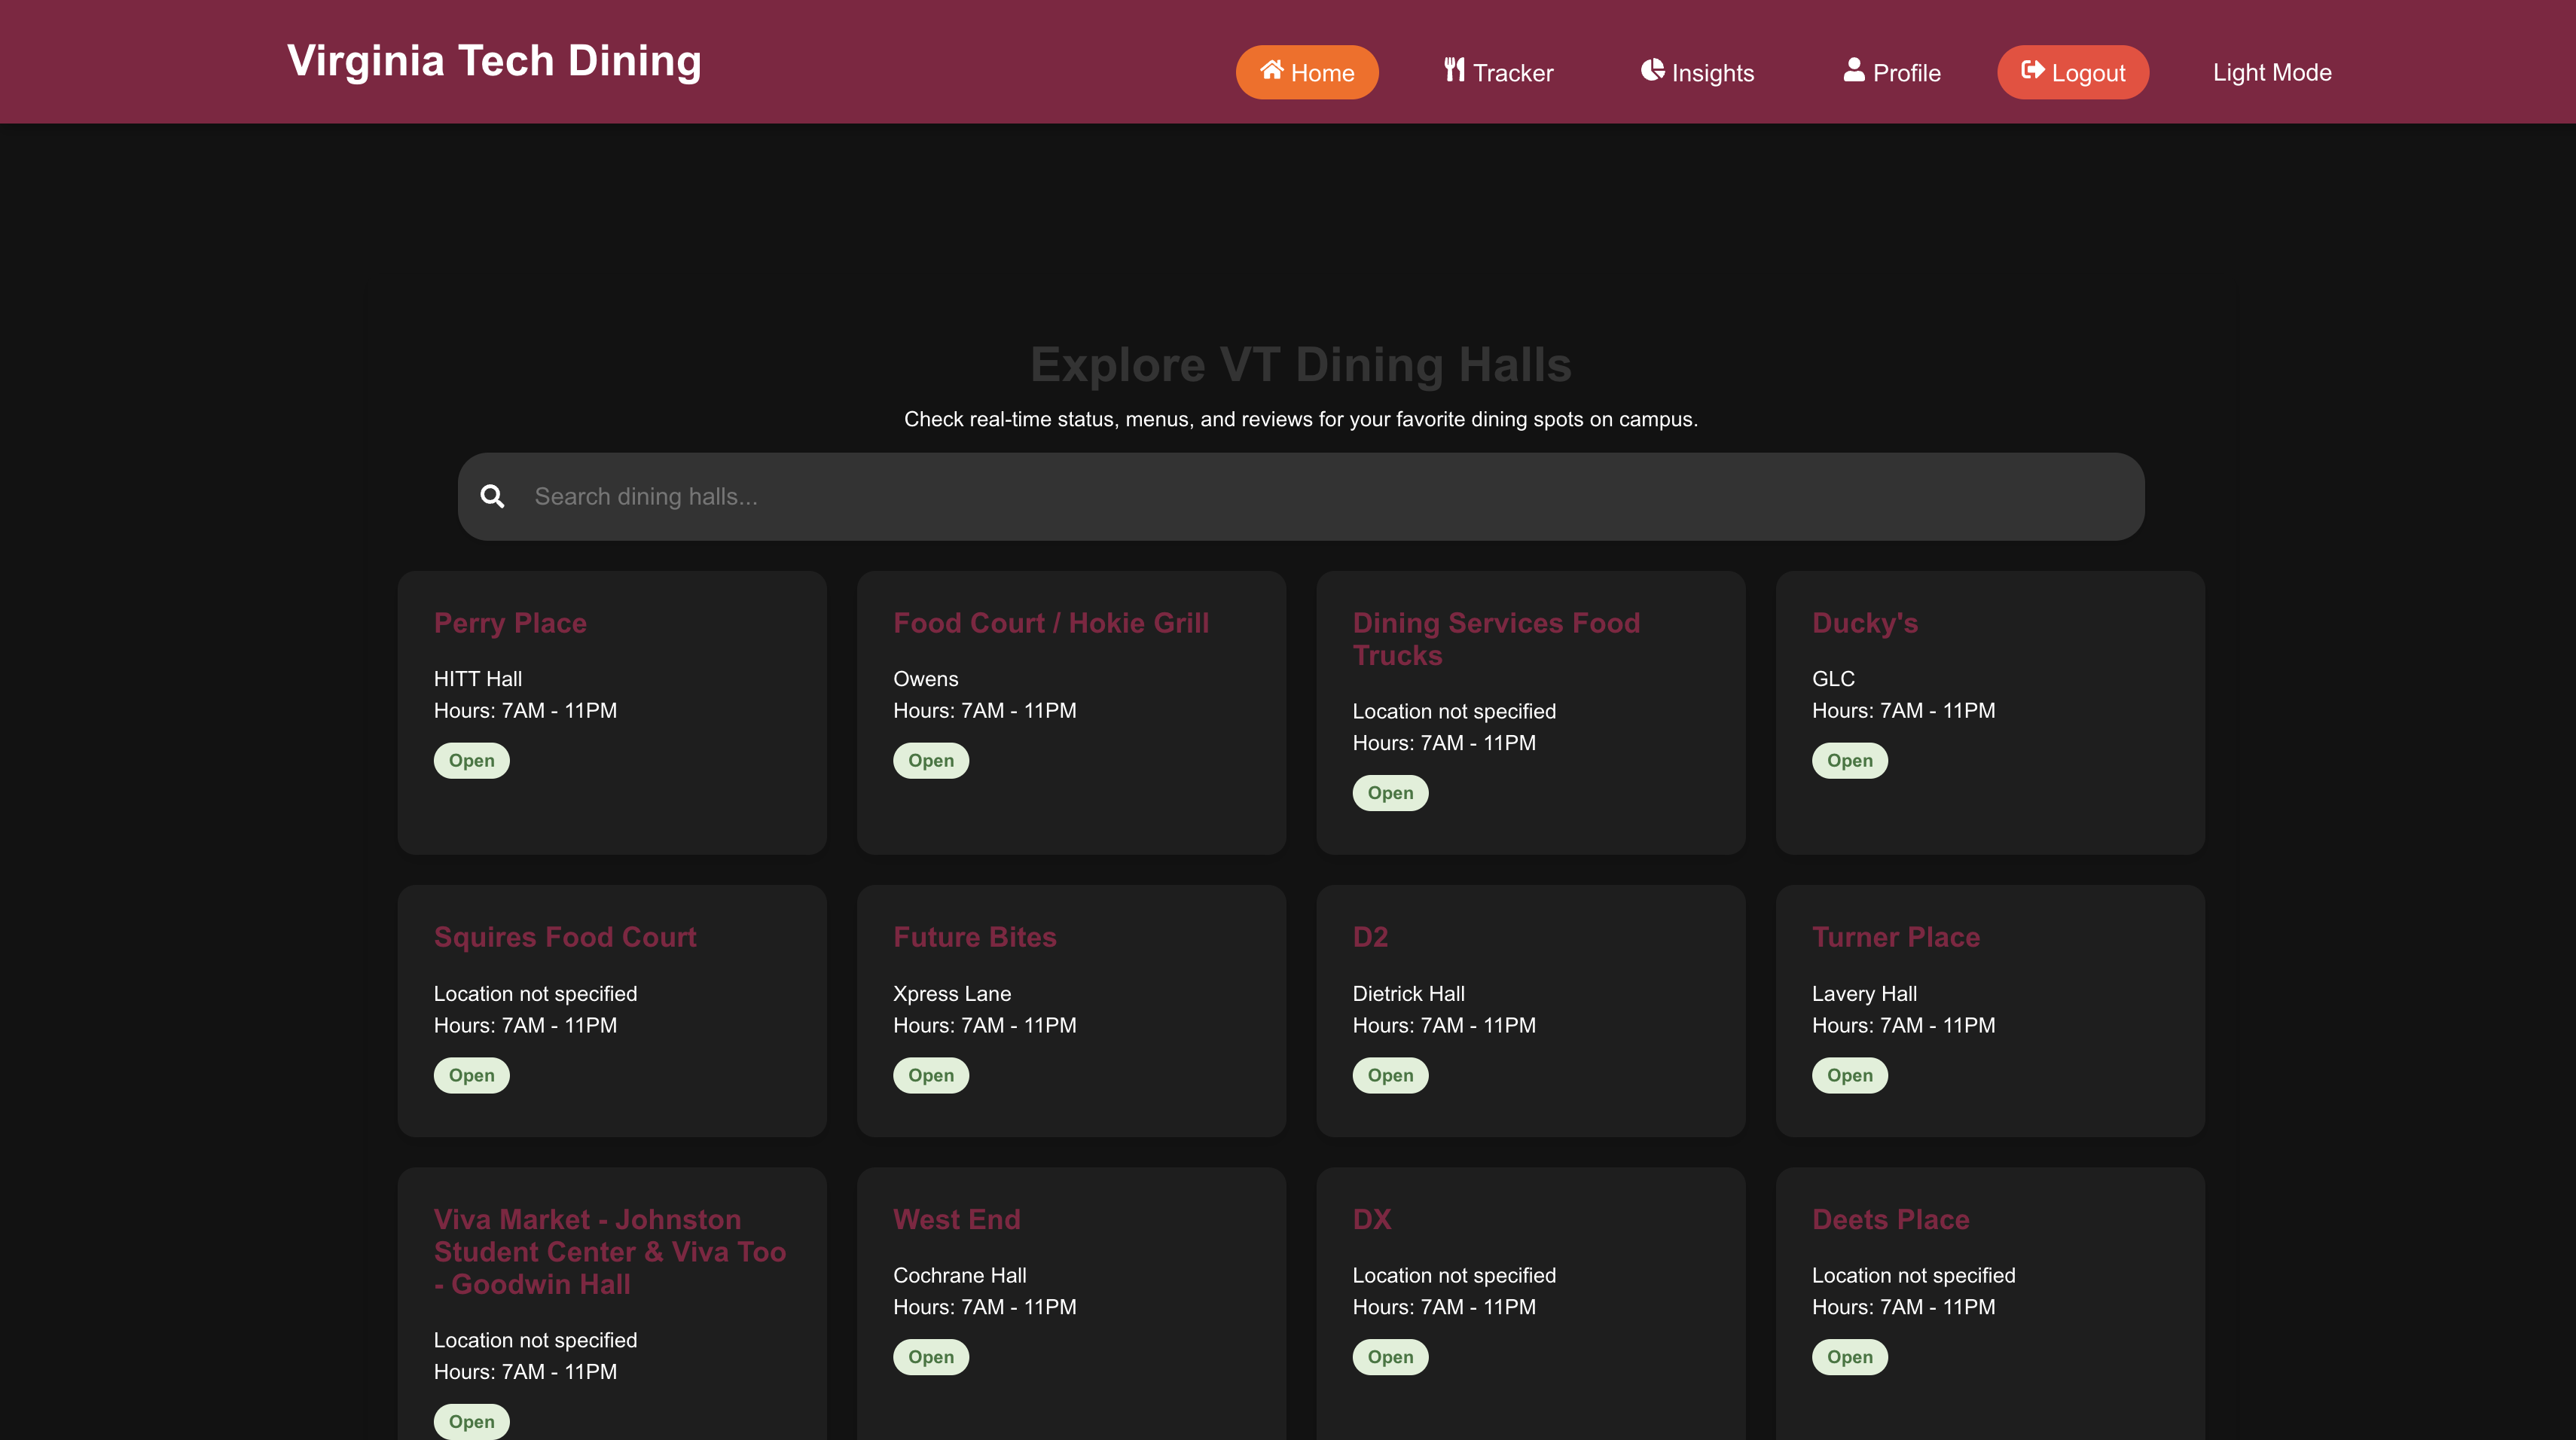 Virginia Tech Dining
Home
Tracker
Insights
Profile
Logout
Light Mode
Explore VT Dining Halls
Check real-time status, menus, and reviews for your favorite dining spots on campus.
Search dining halls...
Perry Place
HITT Hall
Hours: 7AM - 11PM
Open
Food Court / Hokie Grill
Owens
Hours: 7AM - 11PM
Open
Dining Services Food
Trucks
Location not specified
Hours: 7AM - 11PM
Open
Ducky's
GLC
Hours: 7AM - 11PM
Open
Squires Food Court
Location not specified
Hours: 7AM - 11PM
Open
Future Bites
Xpress Lane
Hours: 7AM - 11PM
Open
D2
Dietrick Hall
Hours: 7AM - 11PM
Open
Turner Place
Lavery Hall
Hours: 7AM - 11PM
Open
Viva Market - Johnston
Student Center & Viva Too
- Goodwin Hall
Location not specified
Hours: 7AM - 11PM
Open
West End
Cochrane Hall
Hours: 7AM - 11PM
Open
DX
Location not specified
Hours: 7AM - 11PM
Open
Deets Place
Location not specified
Hours: 7AM - 11PM
Open